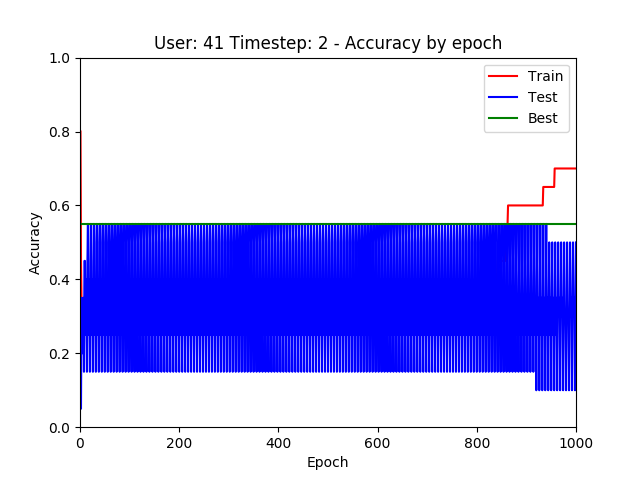 User: 41 Timestep: 2 - Accuracy by epoch
1.0
0.8
0.6
0.4
0.2
0.0
Accuracy
Train
Test
Best
0 200 400 600 800 1000
Epoch